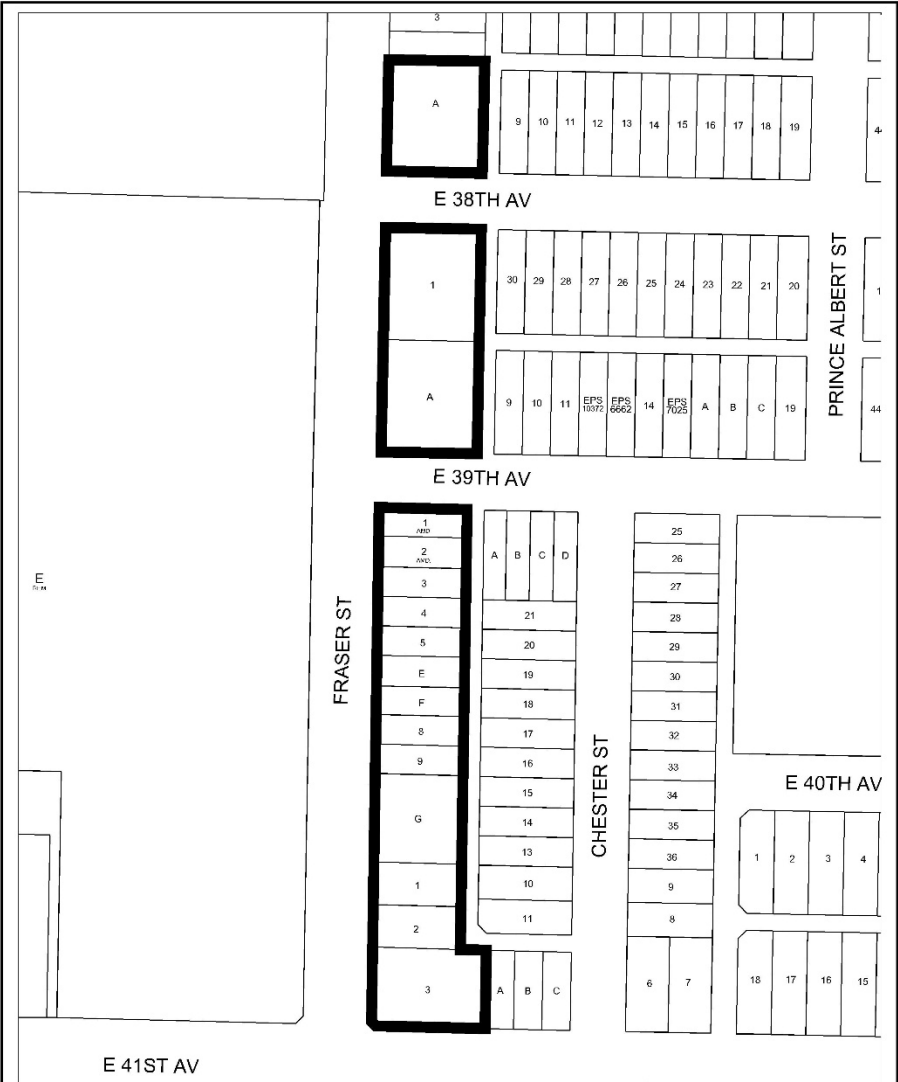 3
A
9 10 11 12 13 14 15 16 17 18 19
E 38TH AV
1
30 29 28 27 26 25 24 23 22 21 20
1
PRINCE ALBERT ST
A
9 10 11 EPS 10372 EPS 6662 14 EPS 7025 A B C 19
44
E 39TH AV
1
2
3
4
5
E
F
8
9
G
1
2
3
FRASER ST
E
A B C D
21
20
19
18
17
16
15
14
13
10
11
A B C
CHESTER ST
25
26
27
28
29
30
31
32
33
34
35
36
9
8
6 7
E 40TH AV
1 2 3 4
18 17 16 15
E 41ST AV